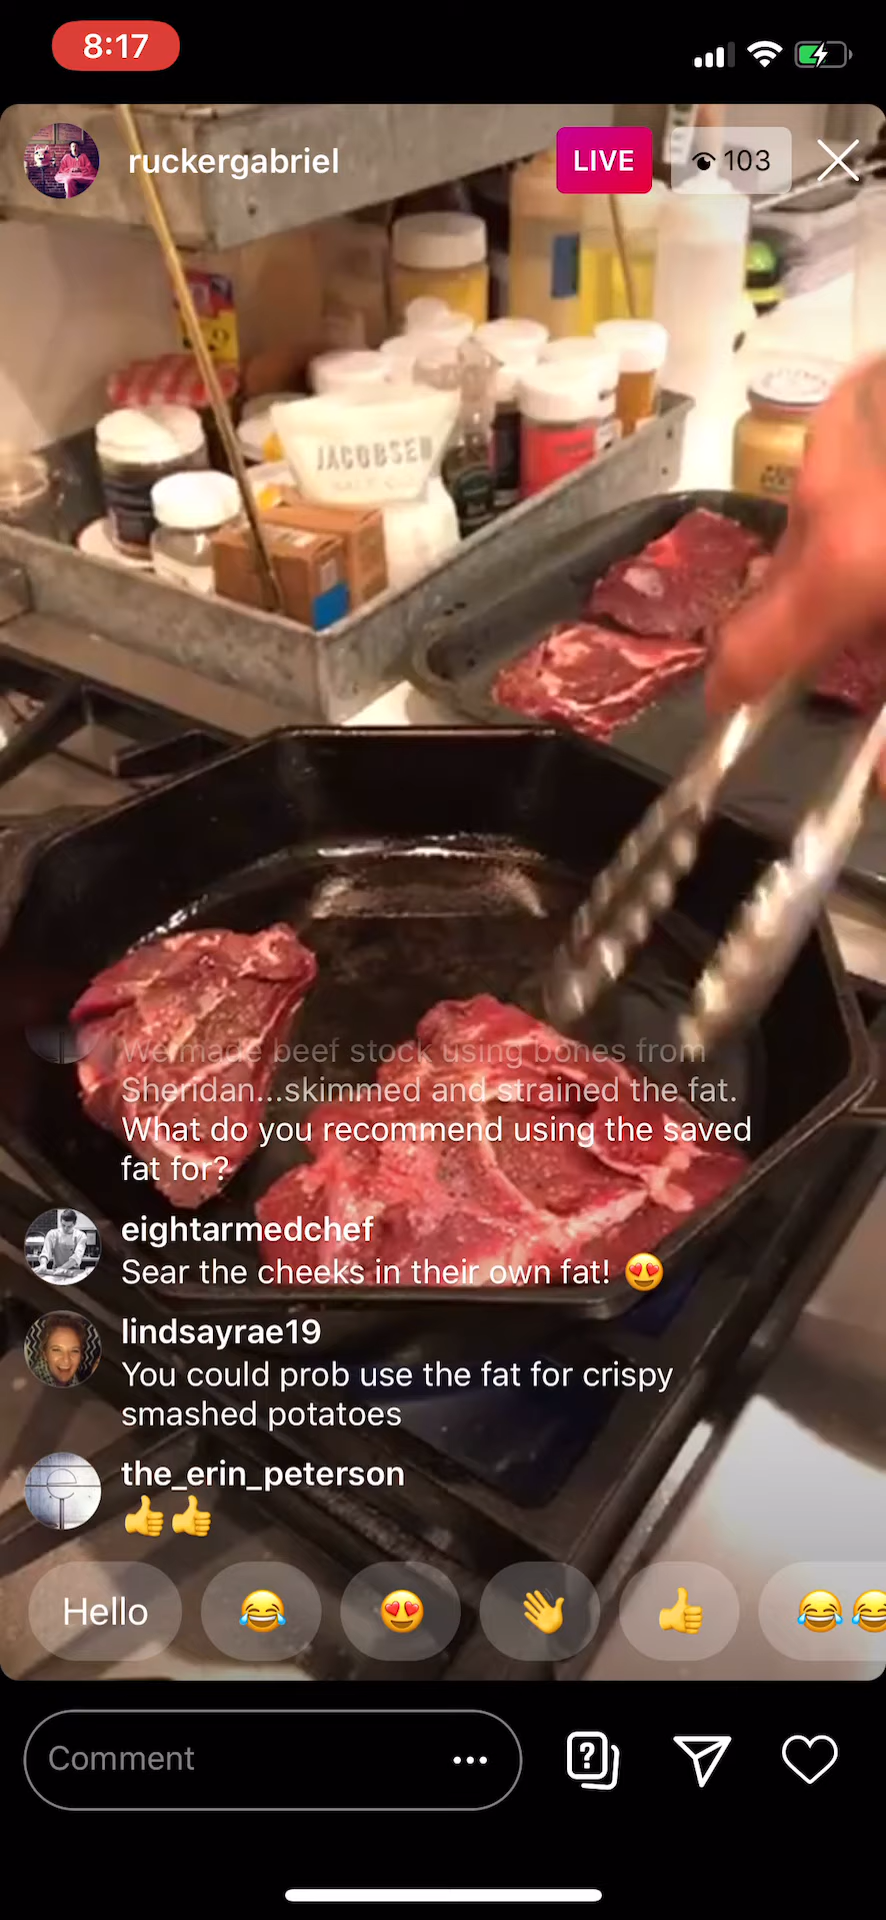 8:17
ruckergabriel
LIVE
103
JACOBSEN
SALT CO.
We made beef stock using bones from
Sheridan...skimmed and strained the fat.
What do you recommend using the saved
fat for?
eightarmedchef
Sear the cheeks in their own fat! 😍
lindsayrae19
You could prob use the fat for crispy
smashed potatoes
the_erin_peterson
👍👍
Hello
😂
😍
👋
👍
😂😂
Comment